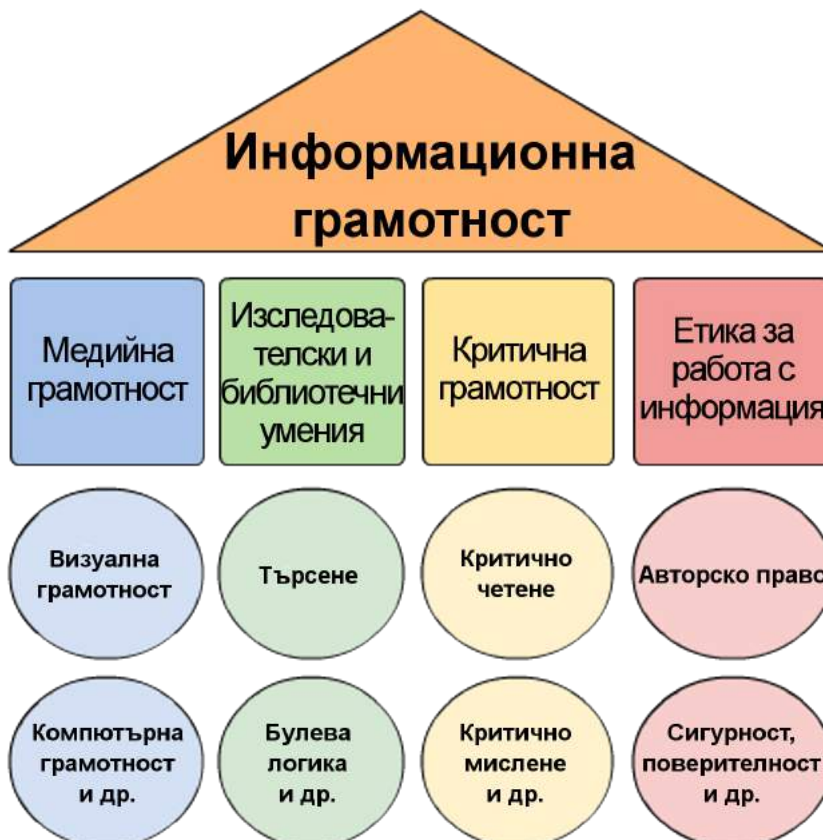 Информационна
грамотност
Медийна
грамотност
Изследова-
телски и
библиотечни
умения
Критична
грамотност
Етика за
работа с
информация
Визуална
грамотност
Търсене
Критично
четене
Авторско право
Компютърна
грамотност
и др.
Булева
логика
и др.
Критично
мислене
и др.
Сигурност,
поверителност
и др.